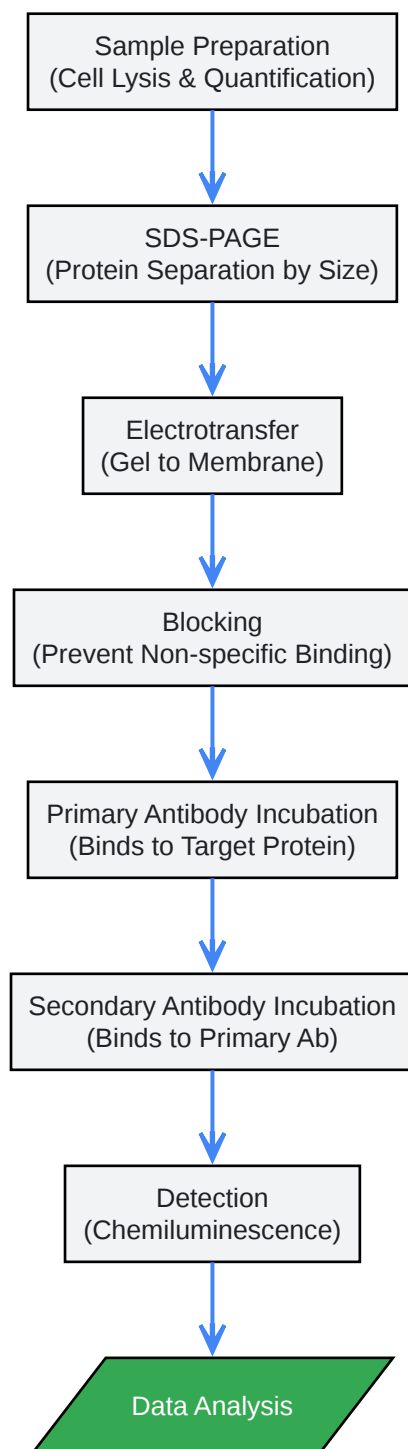 Sample Preparation
(Cell Lysis & Quantification)
SDS-PAGE
(Protein Separation by Size)
Electrotransfer
(Gel to Membrane)
Blocking
(Prevent Non-specific Binding)
Primary Antibody Incubation
(Binds to Target Protein)
Secondary Antibody Incubation
(Binds to Primary Ab)
Detection
(Chemiluminescence)
Data Analysis